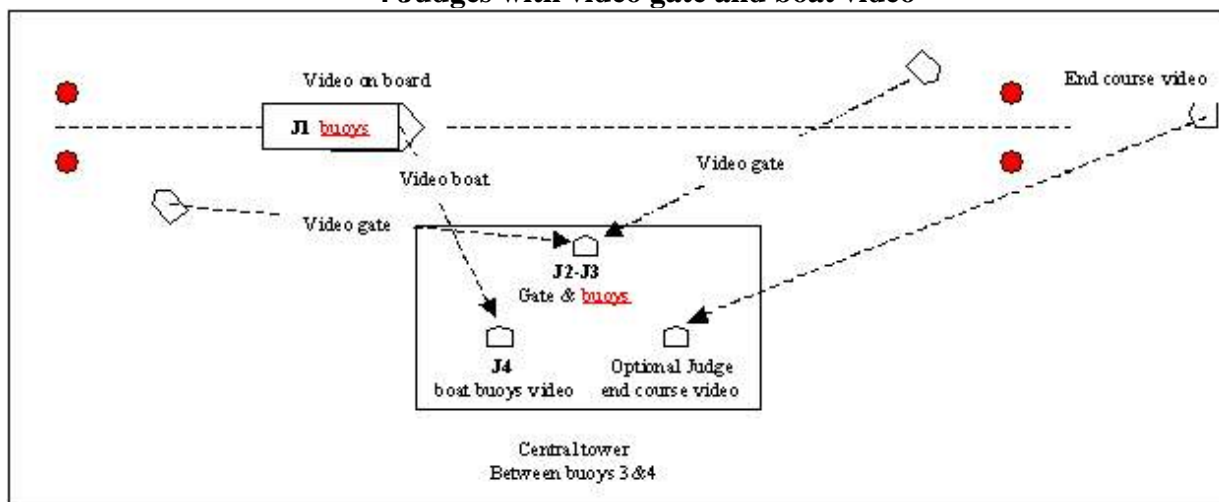 4 Judges with video gate and boat video
Video on board
End course video
J1 buoys
Video boat
Video gate
Video gate
J2-J3
Gate & buoys
J4
boat buoys video
Optional Judge
end course video
Central tower
Between buoys 3 &4